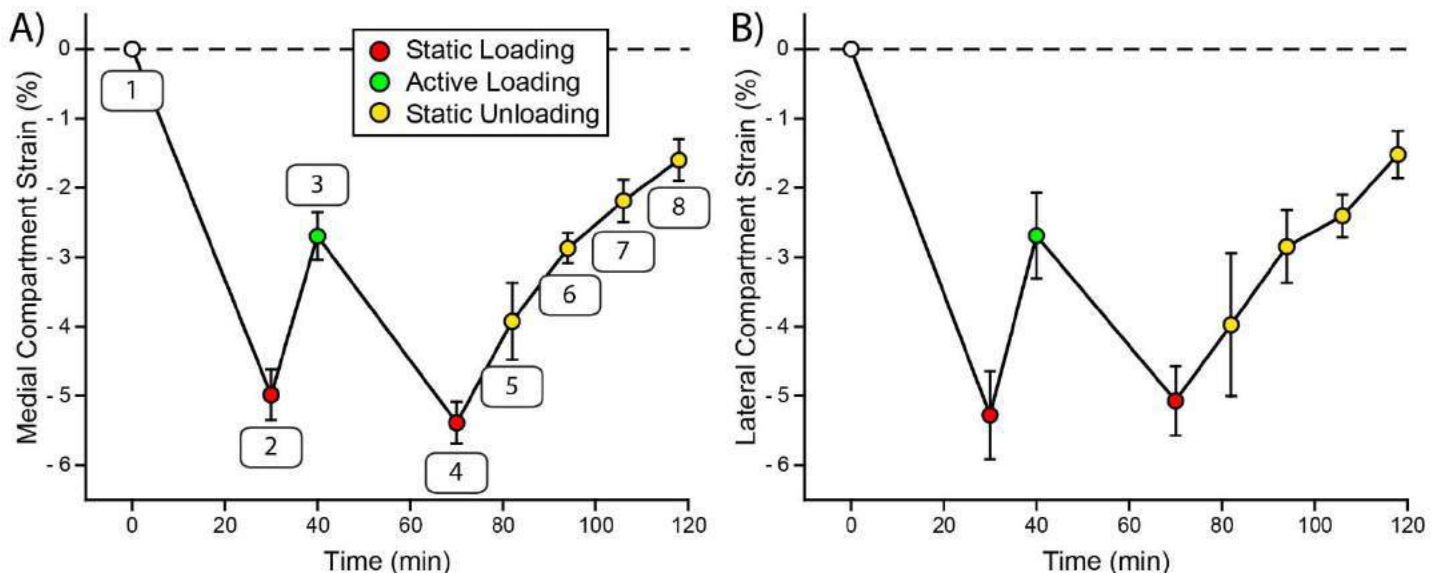 A)
Medial Compartment Strain (%)
0
- 1
- 2
- 3
- 4
- 5
- 6
Static Loading
Active Loading
Static Unloading
1
2
3
4
5
6
7
8
0 20 40 60 80 100 120
Time (min)
B)
Lateral Compartment Strain (%)
0
- 1
- 2
- 3
- 4
- 5
- 6
0 20 40 60 80 100 120
Time (min)